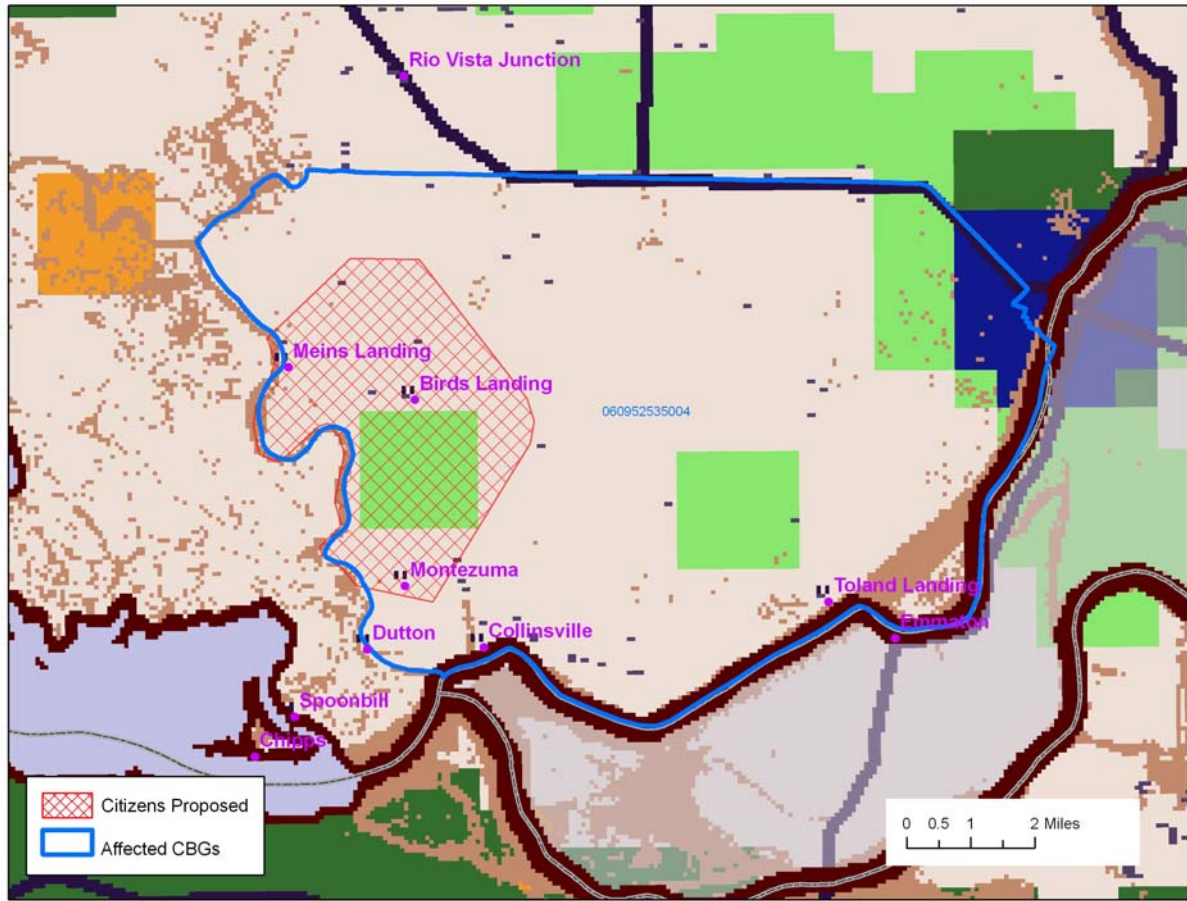 Rio Vista Junction
Meins Landing
Birds Landing
060952535004
Montezuma
Toland Landing
Dutton
Collinsville
Emmaton
Spoonbill
Chipps
Citizens Proposed
Affected CBGs
0 0.5 1 2 Miles